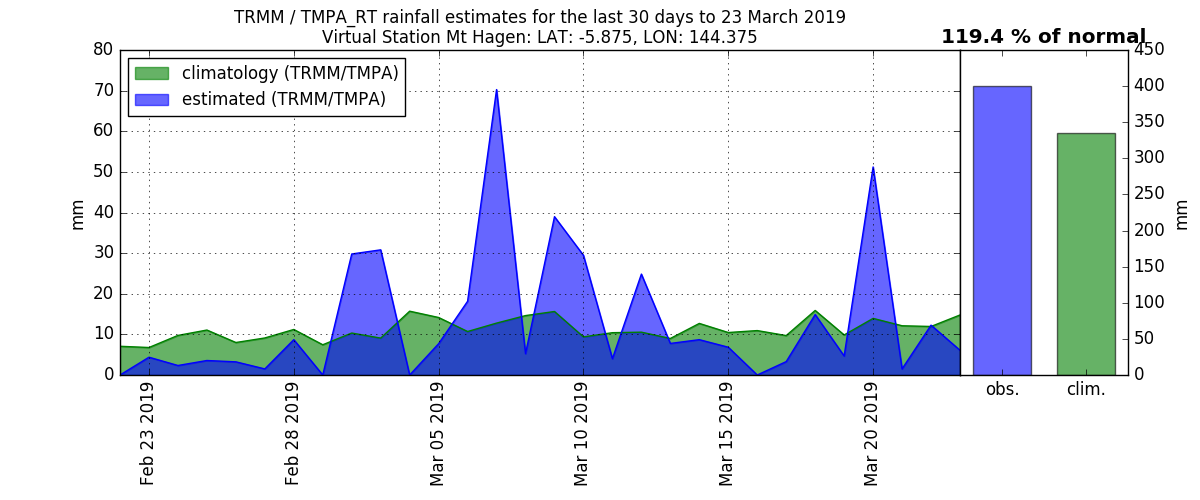 TRMM / TMPA_RT rainfall estimates for the last 30 days to 23 March 2019
Virtual Station Mt Hagen: LAT: -5.875, LON: 144.375
119.4 % of normal
climatology (TRMM/TMPA)
estimated (TRMM/TMPA)
80
70
60
50
40
30
20
10
0
mm
Feb 23 2019
Feb 28 2019
Mar 05 2019
Mar 10 2019
Mar 15 2019
Mar 20 2019
450
400
350
300
250
200
150
100
50
0
mm
obs.
clim.